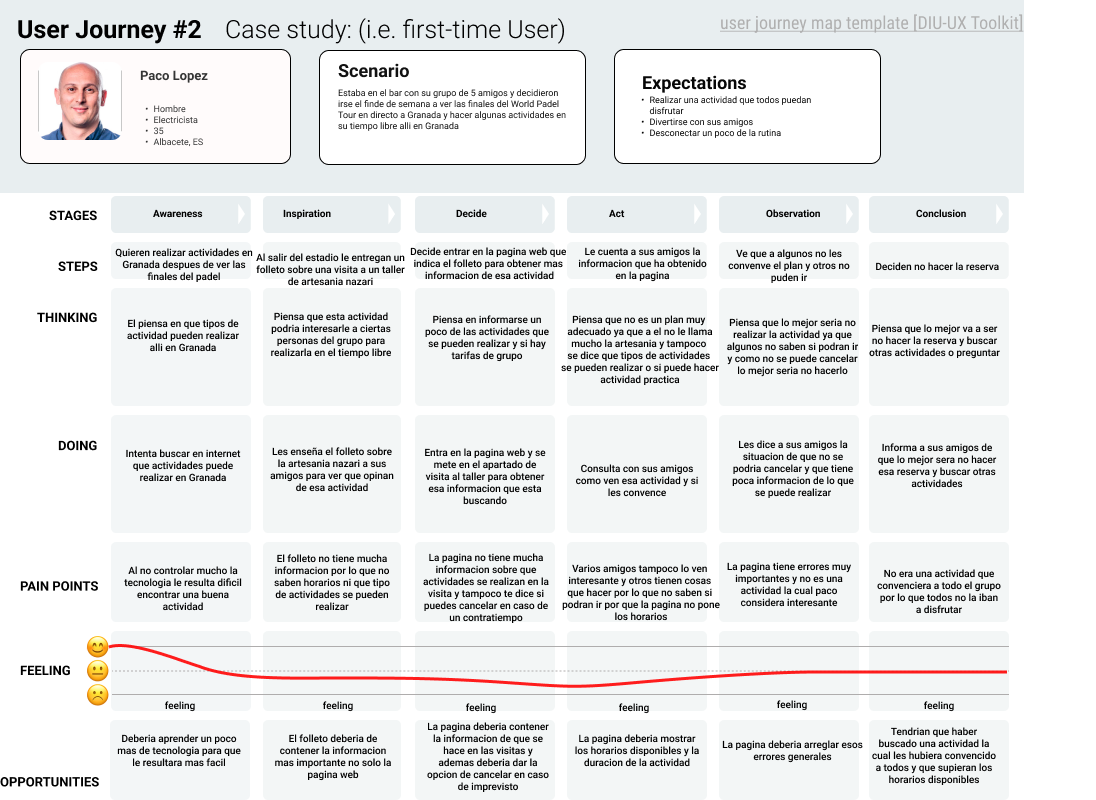 User Journey #2 Case study: (i.e. first-time User)
user journey map template [DIU-UX Toolkit]
Paco Lopez
• Hombre
• Electricista
• 35
• Albacete, ES
Scenario
Estaba en el bar con su grupo de 5 amigos y decidieron
irse el finde de semana a ver las finales del World Padel
Tour en directo a Granada y hacer algunas actividades en
su tiempo libre alli en Granada
Expectations
• Realizar una actividad que todos puedan
disfrutar
• Divertirse con sus amigos
• Desconectar un poco de la rutina
STAGES
Awareness
Inspiration
Decide
Act
Observation
Conclusion
STEPS
Quieren realizar actividades en
Granada despues de ver las
finales del padel
Al salir del estadio le entregan un
folleto sobre una visita a un taller
de artesania nazari
Decide entrar en la pagina web que
indica el folleto para obtener mas
informacion de esa actividad
Le cuenta a sus amigos la
informacion que ha obtenido
en la pagina
Ve que a algunos no les
convenve el plan y otros no
puden ir
Deciden no hacer la reserva
THINKING
El piensa en que tipos de
actividad pueden realizar
alli en Granada
Piensa que esta actividad
podria interesarle a ciertas
personas del grupo para
realizarla en el tiempo libre
Piensa en informarse un
poco de las actividades que
se pueden realizar y si hay
tarifas de grupo
Piensa que no es un plan muy
adecuado ya que a el no le llama
mucho la artesania y tampoco
se dice que tipos de actividades
se pueden realizar o si puede hacer
actividad practica
Piensa que lo mejor seria no
realizar la actividad ya que
algunos no saben si podran ir
y como no se puede cancelar
lo mejor seria no hacerlo
Piensa que lo mejor va a ser
no hacer la reserva y buscar
otras actividades o preguntar
DOING
Intenta buscar en internet
que actividades puede
realizar en Granada
Les enseña el folleto sobre
la artesania nazari a sus
amigos para ver que opinan
de esa actividad
Entra en la pagina web y se
mete en el apartado de
visita al taller para obtener
esa informacion que esta
buscando
Consulta con sus amigos
como ven esa actividad y si
les convence
Les dice a sus amigos la
situacion de que no se
podria cancelar y que tiene
poca informacion de lo que
se puede realizar
Informa a sus amigos de
que lo mejor sera no hacer
esa reserva y buscar otras
actividades
PAIN POINTS
Al no controlar mucho la
tecnologia le resulta dificil
encontrar una buena
actividad
El folleto no tiene mucha
informacion por lo que no
saben horarios ni que tipo
de actividades se pueden
realizar
La pagina no tiene mucha
informacion sobre que
actividades se realizan en la
visita y tampoco te dice si
puedes cancelar en caso de
un contratiempo
Varios amigos tampoco lo ven
interesante y otros tienen cosas
que hacer por lo que no saben si
podran ir por que la pagina no pone
los horarios
La pagina tiene errores muy
importantes y no es una
actividad la cual paco
considera interesante
No era una actividad que
convenciera a todo el grupo
por lo que todos no la iban
a disfrutar
FEELING
feeling
feeling
feeling
feeling
feeling
feeling
OPPORTUNITIES
Deberia aprender un poco
mas de tecnologia para que
le resultara mas facil
El folleto deberia de
contener la informacion
mas importante no solo la
pagina web
La pagina deberia contener
la informacion de que se
hace en las visitas y
ademas deberia dar la
opcion de cancelar en caso
de imprevisto
La pagina deberia mostrar
los horarios disponibles y la
duracion de la actividad
La pagina deberia arreglar esos
errores generales
Tendrian que haber
buscado una actividad la
cual les hubiera convencido
a todos y que supieran los
horarios disponibles